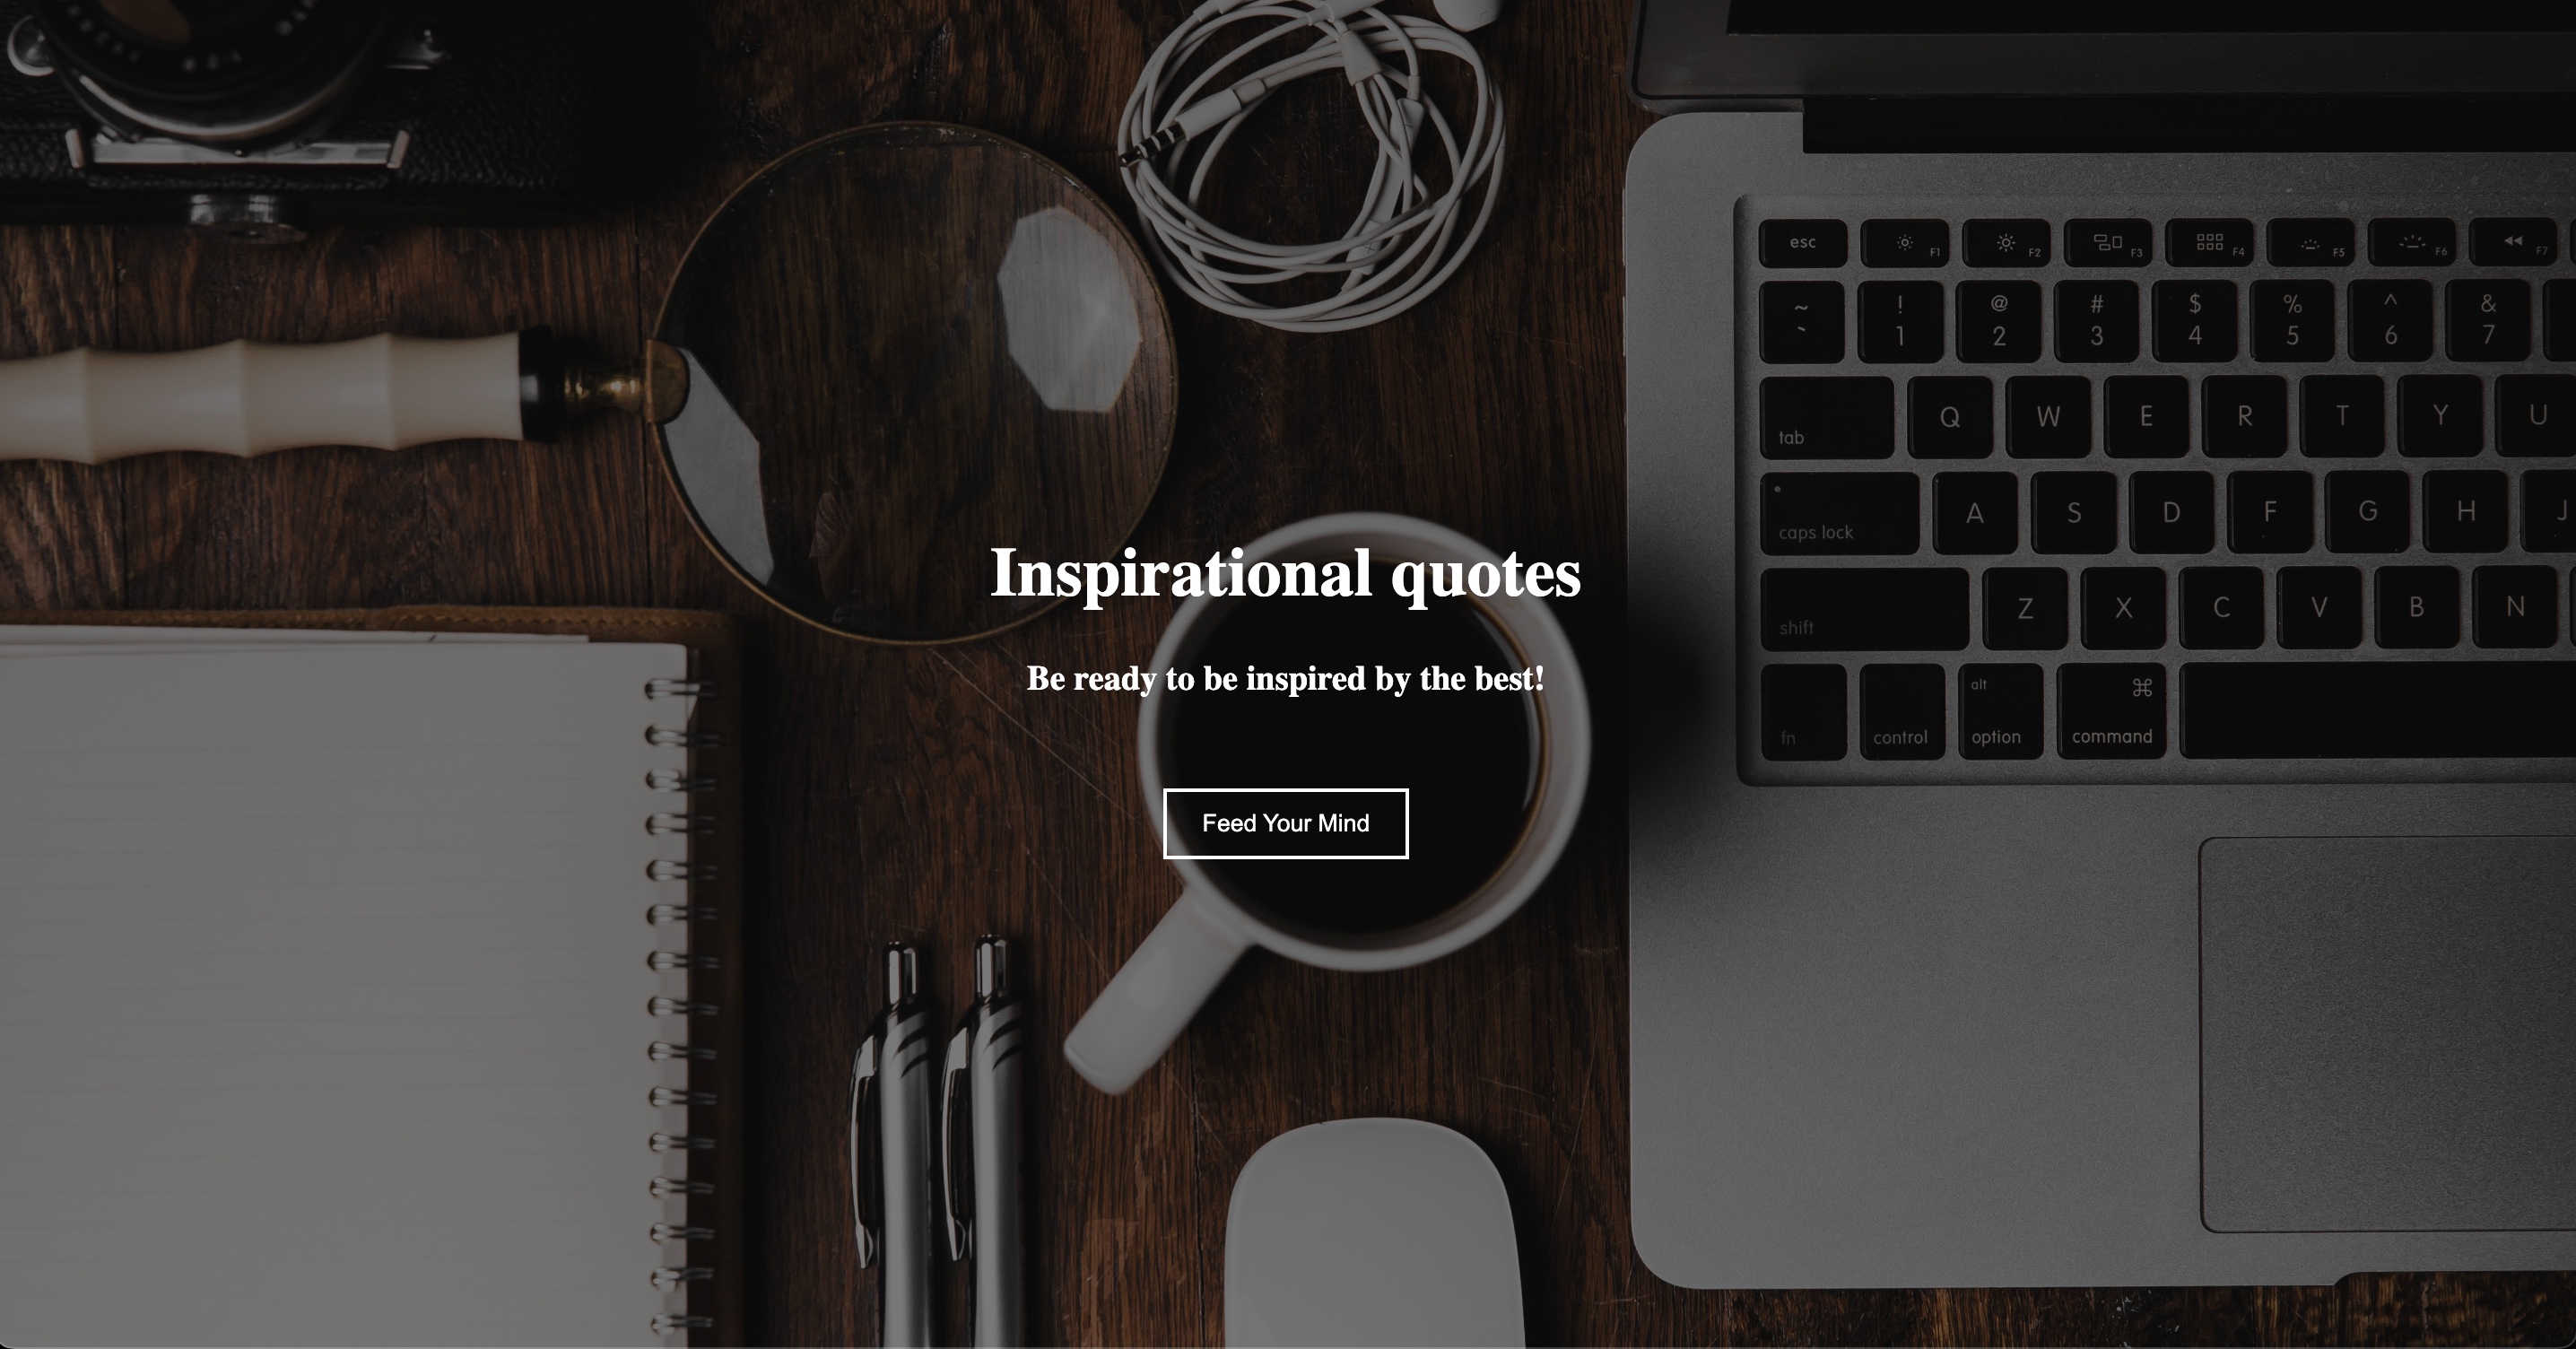 esc F1 F2 F3 F4 F5 F6 F7
~ ! @ # $ % ^ &
` 1 2 3 4 5 6 7
tab Q W E R T Y U
caps lock A S D F G H J
Inspirational quotes
shift Z X C V B N
Be ready to be inspired by the best!
alt ⌘
fn control option command
Feed Your Mind